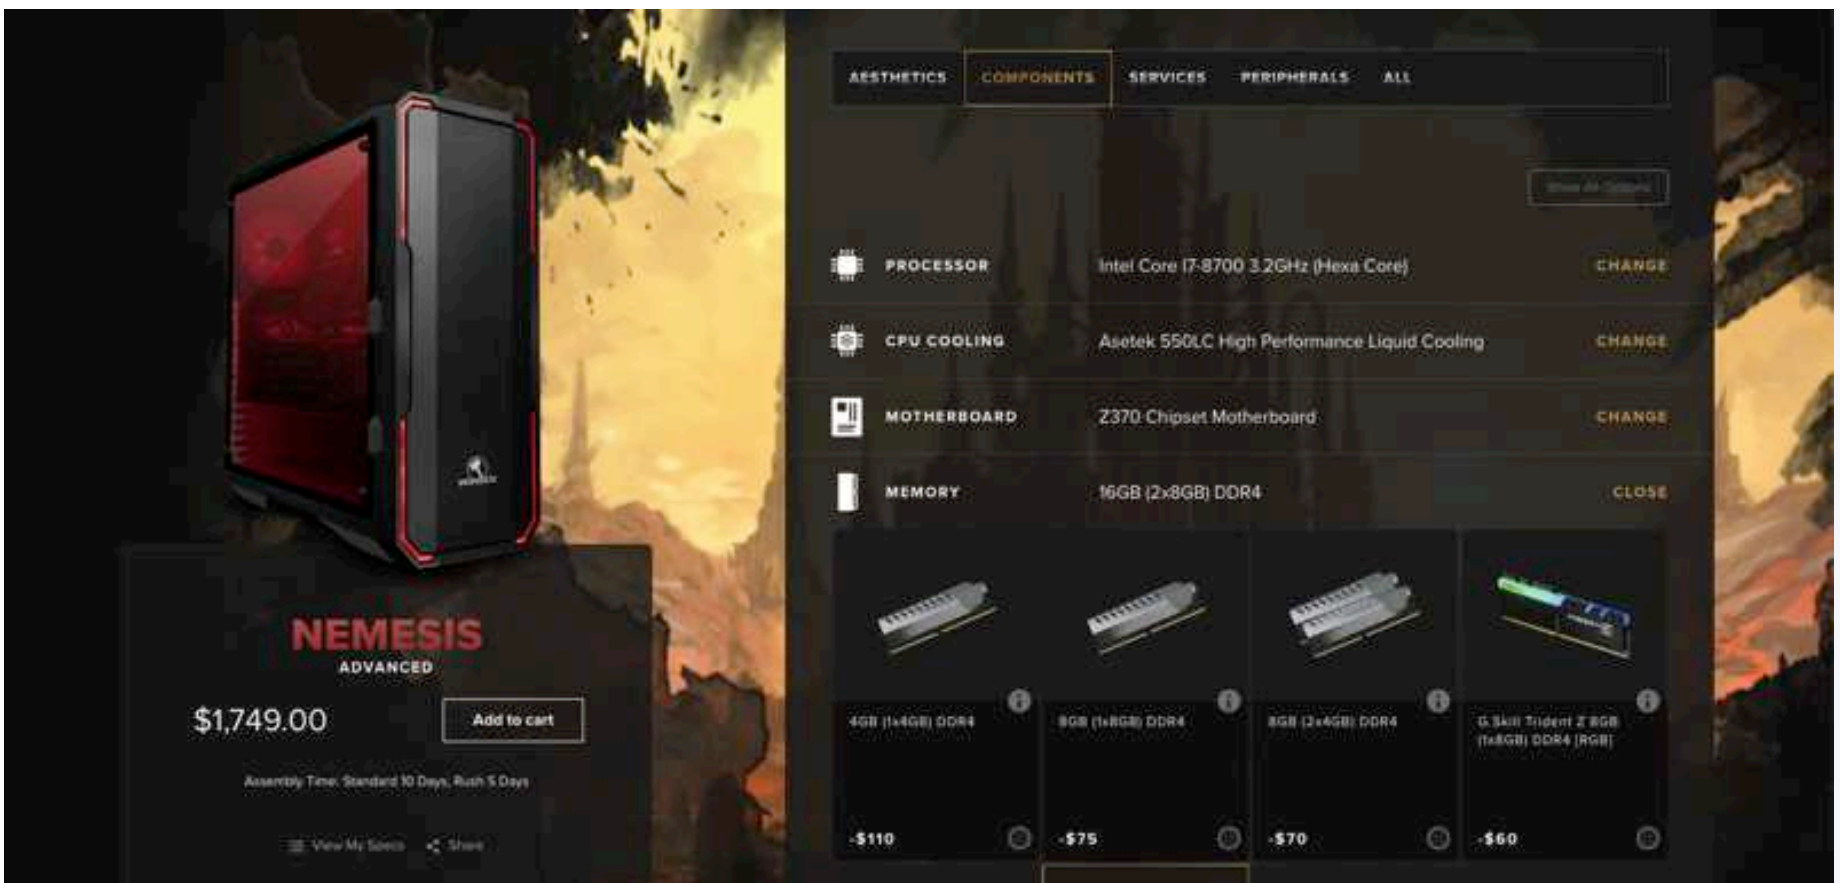 AESTHETICS COMPONENTS SERVICES PERIPHERALS ALL
Show All Options
PROCESSOR Intel Core I7-8700 3.2GHz (Hexa Core) CHANGE
CPU COOLING Asetek 550LC High Performance Liquid Cooling CHANGE
MOTHERBOARD Z370 Chipset Motherboard CHANGE
MEMORY 16GB (2x8GB) DDR4 CLOSE
4GB (1x4GB) DDR4
-$110
8GB (1x8GB) DDR4
-$75
8GB (2x4GB) DDR4
-$70
G.Skill Trident Z 8GB
(1x8GB) DDR4 [RGB]
-$60
NEMESIS
ADVANCED
$1,749.00 Add to cart
Assembly Time: Standard 10 Days, Rush 5 Days
View My Specs Share